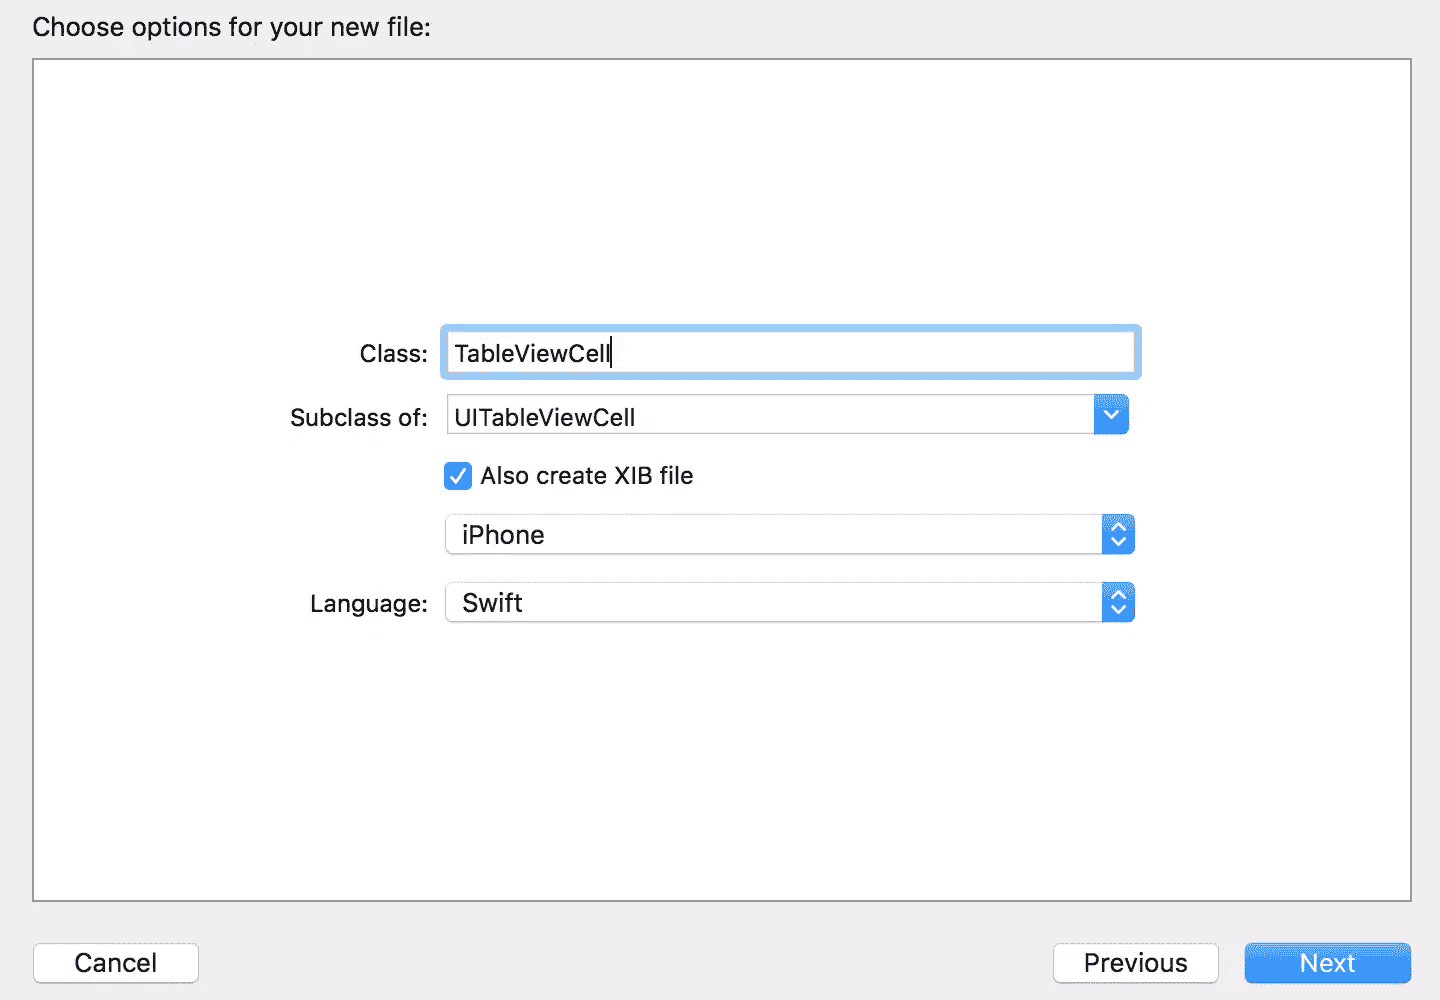 Choose options for your new file:
Class: TableViewCell
Subclass of: UITableViewCell
Also create XIB file
iPhone
Language: Swift
Cancel Previous Next